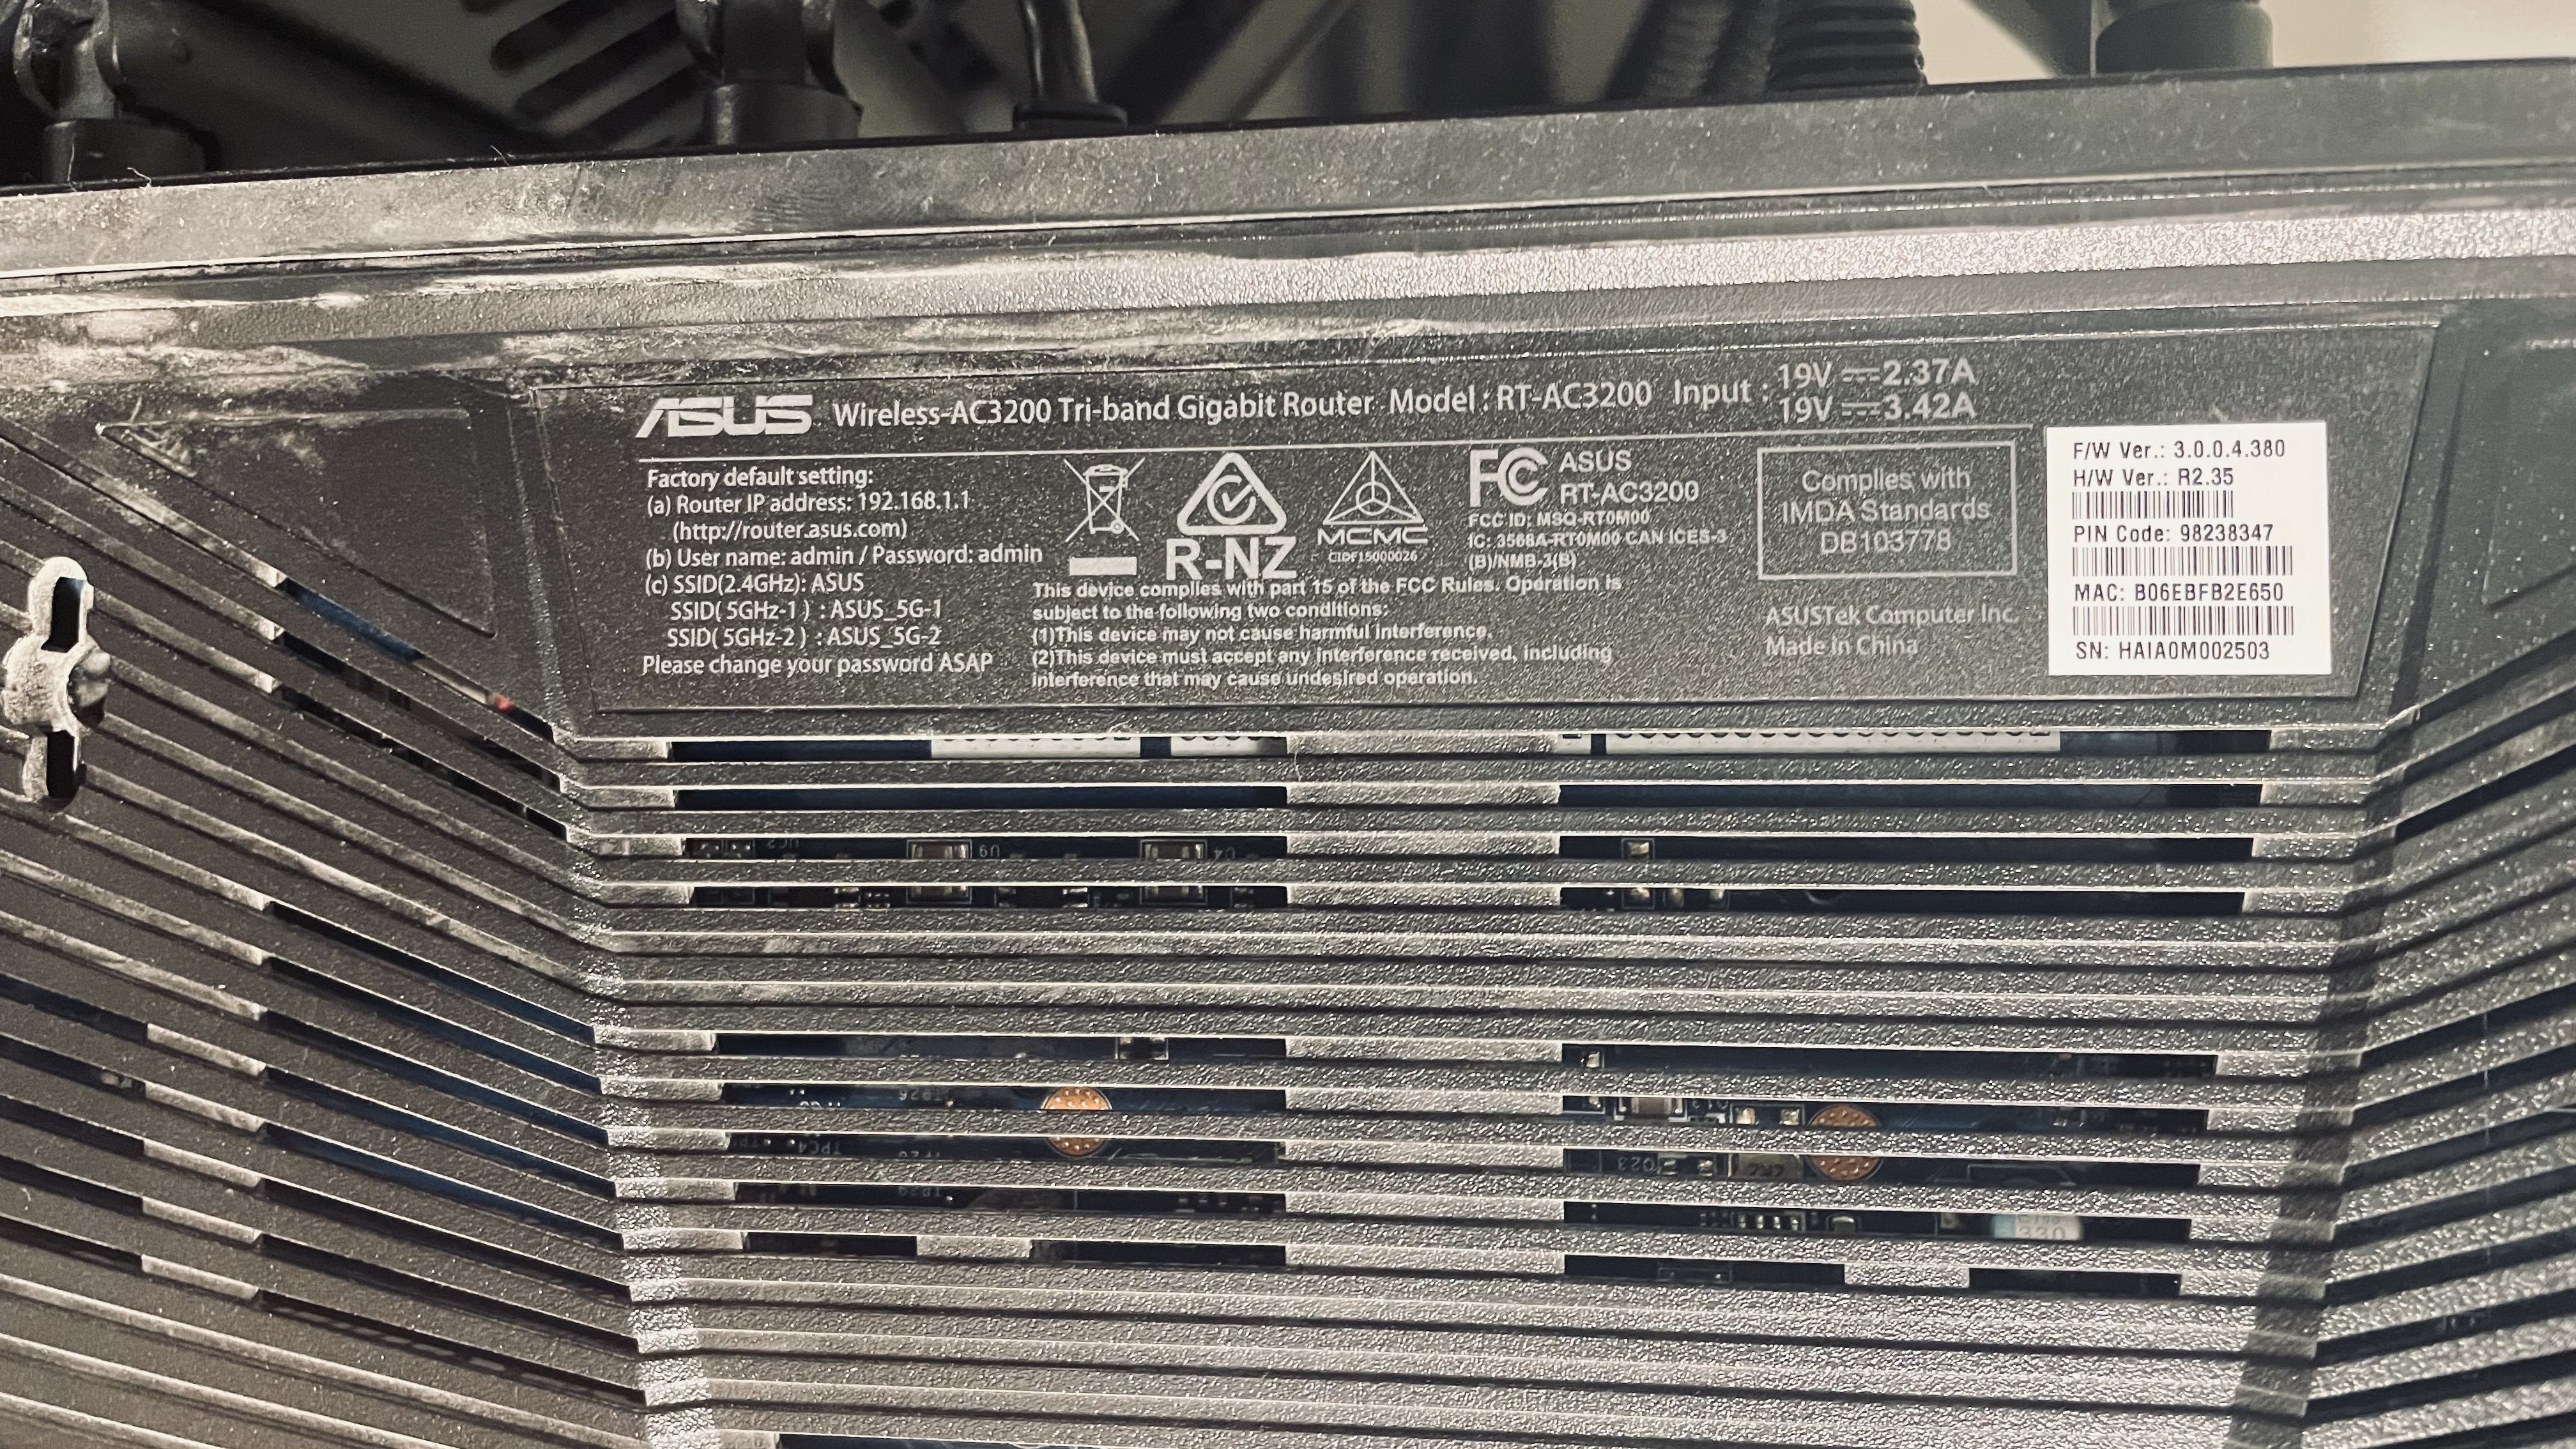 ASUS Wireless-AC3200 Tri-band Gigabit Router Model : RT-AC3200 Input : 19V 2.37A
19V 3.42A
Factory default setting:
(a) Router IP address: 192.168.1.1
(http://router.asus.com)
(b) User name: admin / Password: admin
(c) SSID(2.4GHz): ASUS
SSID( 5GHz-1 ) : ASUS_5G-1
SSID( 5GHz-2 ) : ASUS_5G-2
Please change your password ASAP
R-NZ
MCMC
CIDF15000026
FC ASUS
RT-AC3200
FCC ID: MSQ-RT0M00
IC: 3568A-RT0M00 CAN ICES-3
(B)/NMB-3(B)
This device complies with part 15 of the FCC Rules. Operation is
subject to the following two conditions:
(1)This device may not cause harmful interference,
(2)This device must accept any interference received, including
interference that may cause undesired operation.
Complies with
IMDA Standards
DB103778
ASUSTek Computer Inc.
Made in China
F/W Ver.: 3.0.0.4.380
H/W Ver.: R2.35
PIN Code: 98238347
MAC: B06EBFB2E650
SN: HAIA0M002503
U9
U4
TP26
TPC4
TP28
TP29